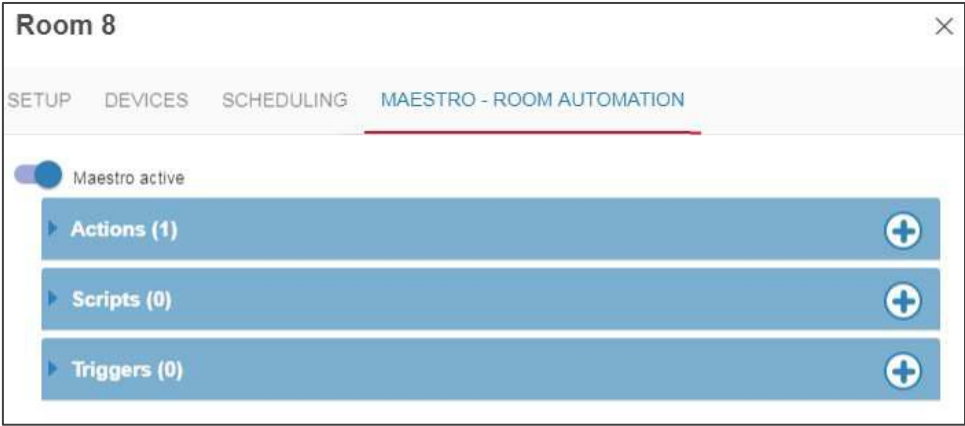 Room 8
SETUP DEVICES SCHEDULING MAESTRO - ROOM AUTOMATION
Maestro active
Actions (1)
Scripts (0)
Triggers (0)